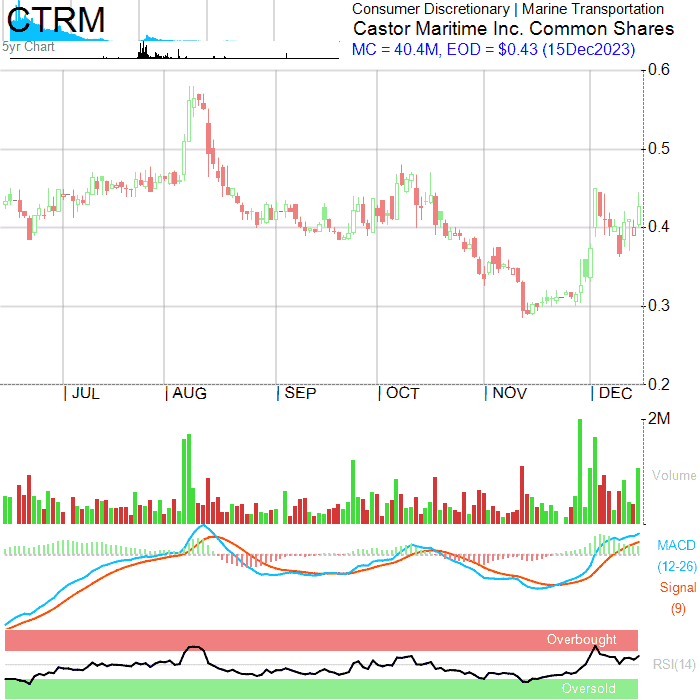 CTRM
5yr Chart
Consumer Discretionary | Marine Transportation
Castor Maritime Inc. Common Shares
MC = 40.4M, EOD = $0.43 (15Dec2023)
0.6
0.5
0.4
0.3
0.2
| JUL | AUG | SEP | OCT | NOV | DEC
2M
Volume
MACD
(12-26)
Signal
(9)
Overbought
RSI(14)
Oversold